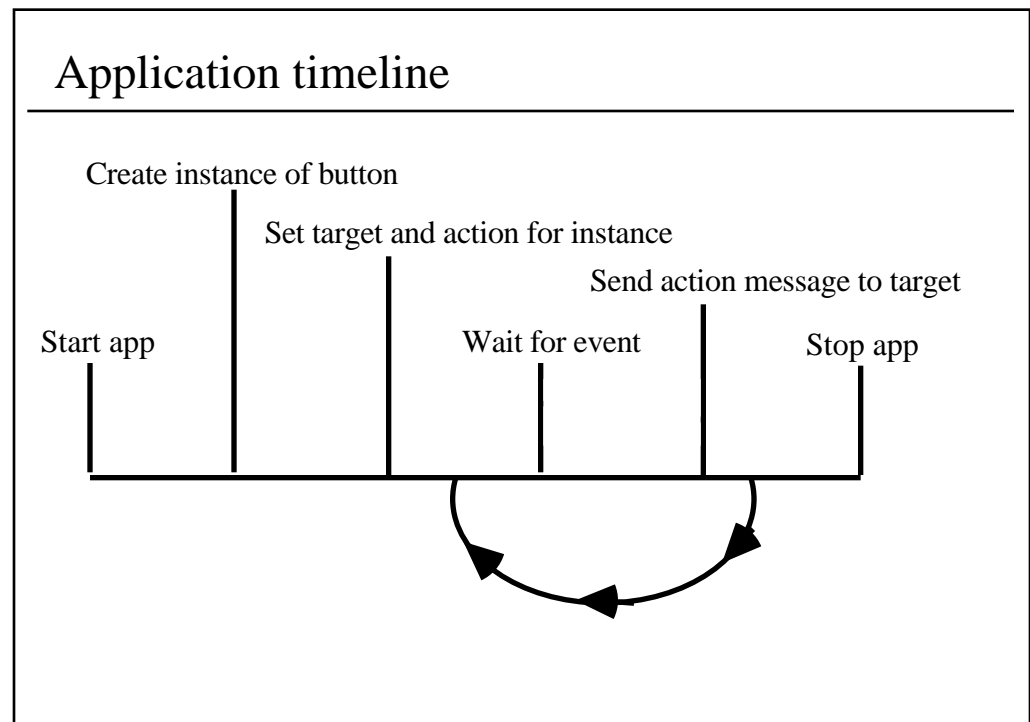 Application timeline
Create instance of button
Set target and action for instance
Send action message to target
Start app
Wait for event
Stop app